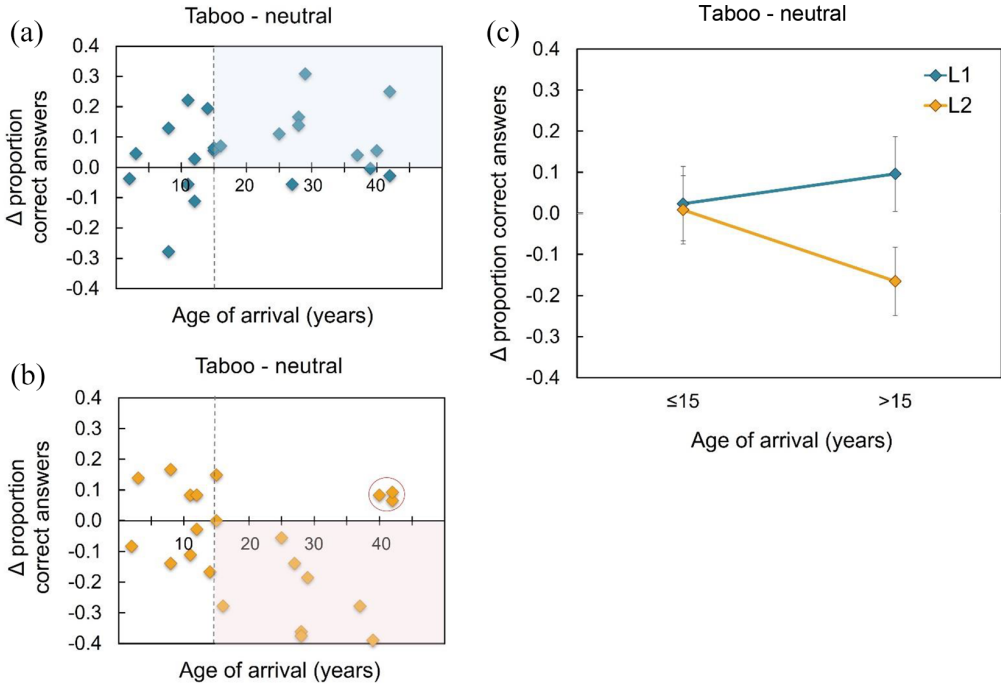 (a)
Taboo - neutral
Δ proportion
correct answers
0.4
0.3
0.2
0.1
0.0
-0.1
-0.2
-0.3
-0.4
10
20
30
40
Age of arrival (years)
(b)
Taboo - neutral
Δ proportion
correct answers
0.4
0.3
0.2
0.1
0.0
-0.1
-0.2
-0.3
-0.4
10
20
30
40
Age of arrival (years)
(c)
Taboo - neutral
Δ proportion correct answers
0.4
0.3
0.2
0.1
0.0
-0.1
-0.2
-0.3
-0.4
L1
L2
≤15
>15
Age of arrival (years)